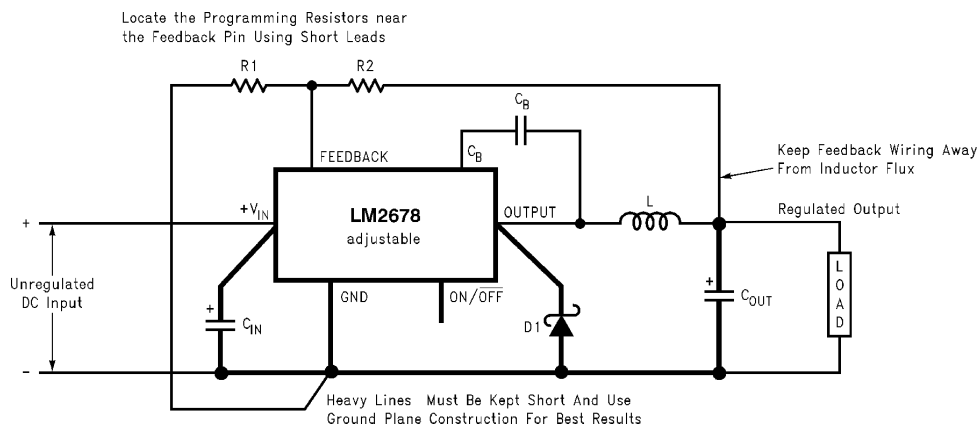 Locate the Programming Resistors near
the Feedback Pin Using Short Leads
R1
R2
C_B
FEEDBACK
C_B
Keep Feedback Wiring Away
From Inductor Flux
+V_IN
LM2678
adjustable
OUTPUT
L
Regulated Output
+
Unregulated
DC Input
-
+
C_IN
GND
ON/O̅F̅F̅
D1
+
C_OUT
LOAD
Heavy Lines Must Be Kept Short And Use
Ground Plane Construction For Best Results